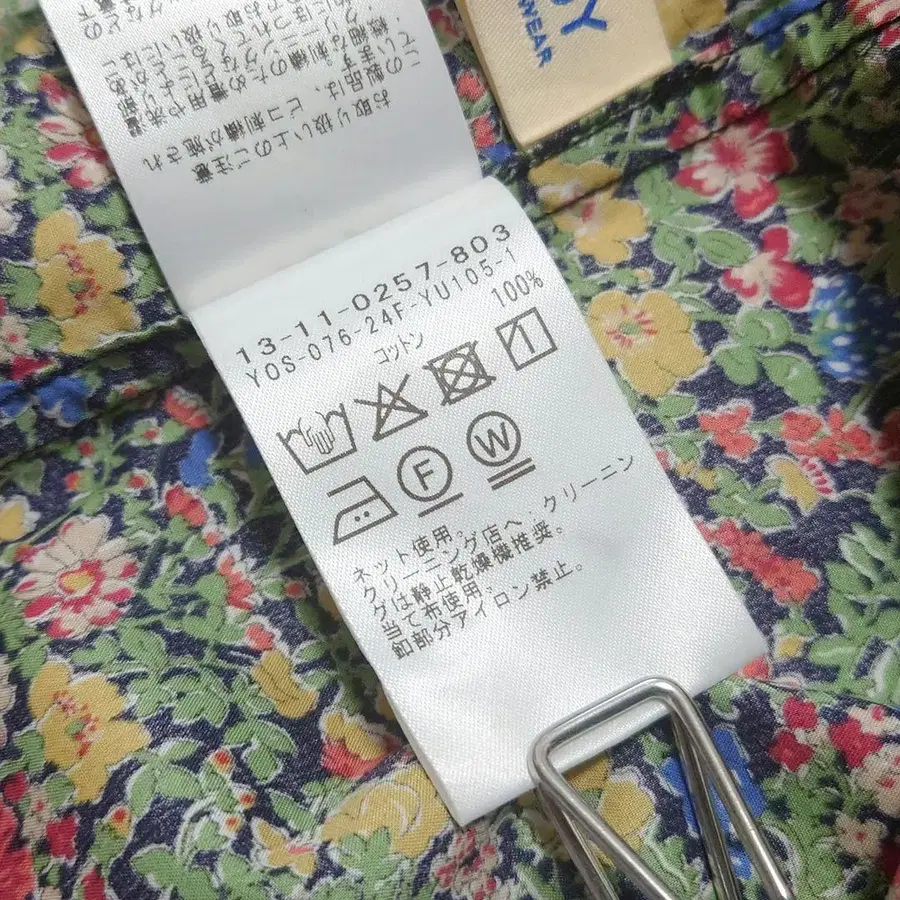 お取り扱い上のご注意
この製品は、ピコ刺繍が施され
WEAR
13-11-0257-803
YOS-076-24F-YU105-1
コットン 100%
F W
ネット使用。
クリーニング店へ:クリーニン
グは静止乾燥機推奨。
当て布使用。
釦部分アイロン禁止。